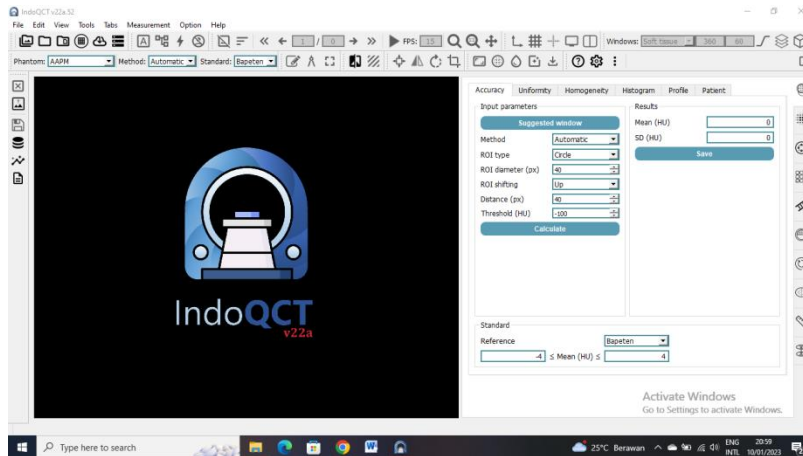 IndoQCT v22a.52
File Edit View Tools Tabs Measurement Option Help
1 / 0 FPS: 15 Windows: Soft tissue 360 60
Phantom: AAPM Method: Automatic Standard: Bapeten
Accuracy Uniformity Homogeneity Histogram Profile Patient
Input parameters Results
Suggested window Mean (HU) 0
Method Automatic SD (HU) 0
ROI type Circle Save
ROI diameter (px) 40
ROI shifting Up
Distance (px) 40
Threshold (HU) -100
Calculate
IndoQCT
v22a
Standard
Reference Bapeten
-4 ≤ Mean (HU) ≤ 4
Activate Windows
Go to Settings to activate Windows.
Type here to search 25°C Berawan ENG 20:59
INTL 10/01/2023